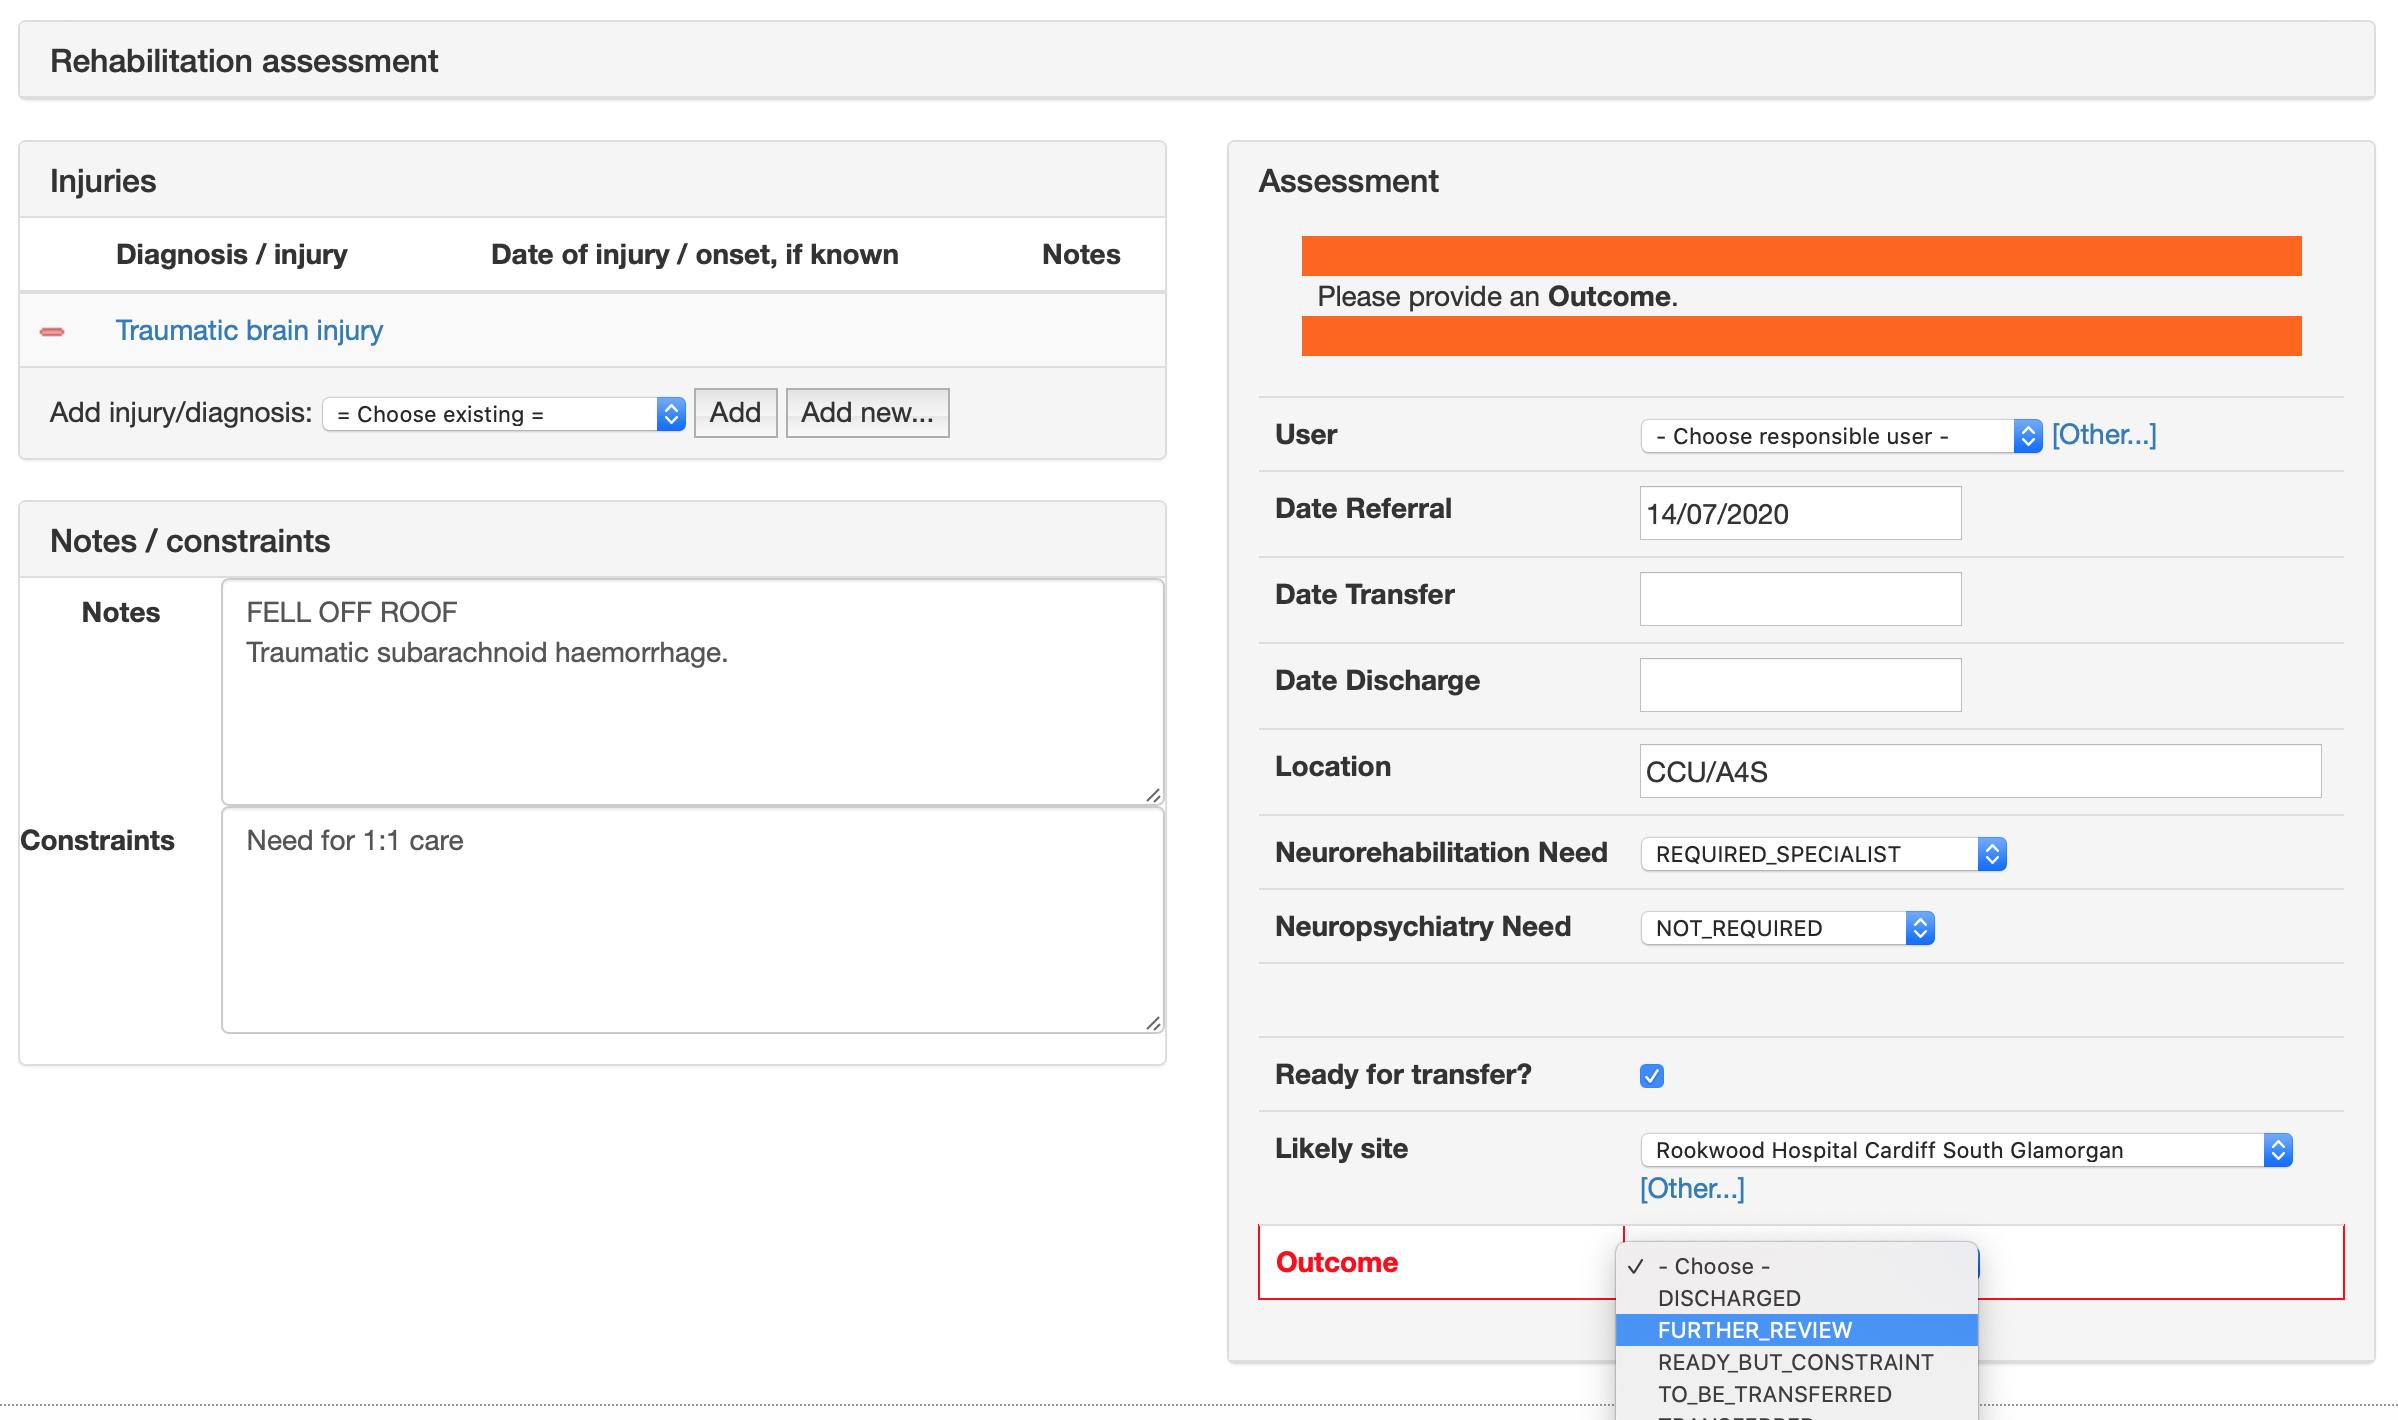 Rehabilitation assessment
Injuries
Diagnosis / injury Date of injury / onset, if known Notes
Traumatic brain injury
Add injury/diagnosis: = Choose existing = Add Add new...
Notes / constraints
Notes FELL OFF ROOF
Traumatic subarachnoid haemorrhage.
Constraints Need for 1:1 care
Assessment
Please provide an Outcome.
User - Choose responsible user - [Other...]
Date Referral 14/07/2020
Date Transfer
Date Discharge
Location CCU/A4S
Neurorehabilitation Need REQUIRED_SPECIALIST
Neuropsychiatry Need NOT_REQUIRED
Ready for transfer?
Likely site Rookwood Hospital Cardiff South Glamorgan
[Other...]
Outcome ✓ - Choose -
DISCHARGED
FURTHER_REVIEW
READY_BUT_CONSTRAINT
TO_BE_TRANSFERRED